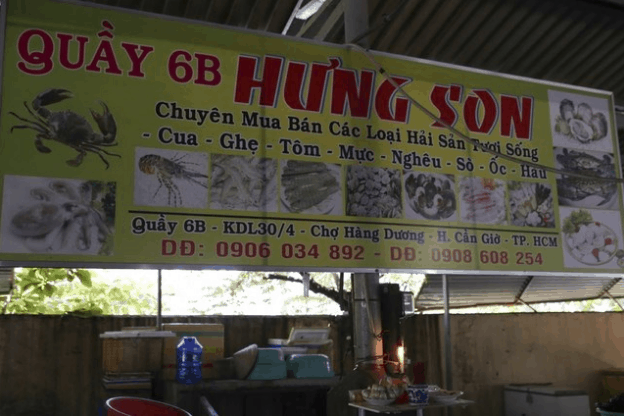 QUẦY 6B HƯNG SON
Chuyên Mua Bán Các Loại Hải Sản Tươi Sống
- Cua - Ghẹ - Tôm - Mực - Nghêu - Sò - Ốc - Hàu
Quầy 6B - KDL30/4 - Chợ Hàng Dương - H. Cần Giờ - TP. HCM
DĐ: 0906 034 892 - DĐ: 0908 608 254